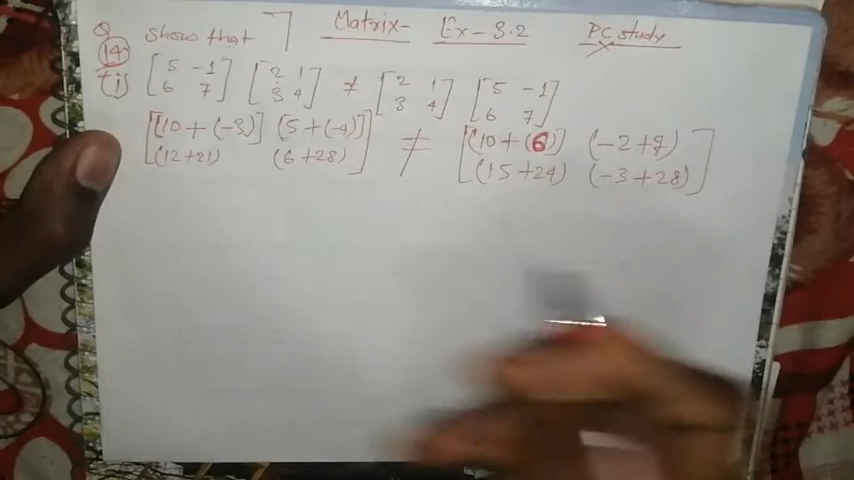 Q Show that Matrix- Ex-3.2 PC study
14
(i) [5 -1 [2 1 ≠ [2 1 [5 -1
6 7] 3 4] 3 4] 6 7]
[(10+(-3)] (5+(-4)] ≠ [(10+(6)] (-2+7)
(12+21) (6+28)] (15+24) (-3+28)]